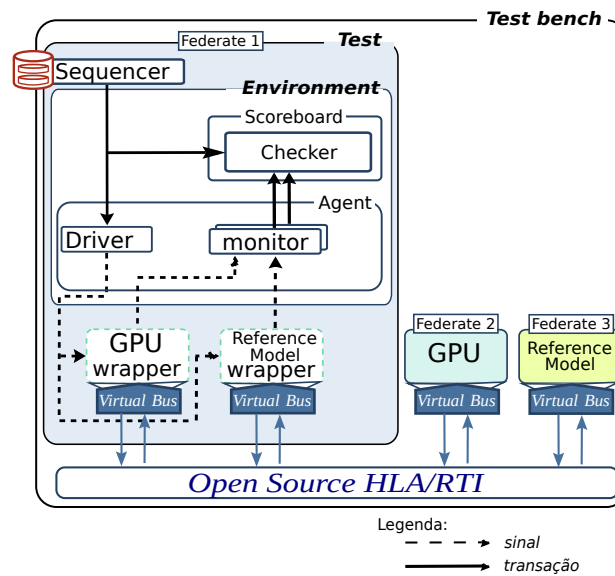 Test bench
Federate 1
Test
Sequencer
Environment
Scoreboard
Checker
Agent
Driver
monitor
GPU
wrapper
Reference
Model
wrapper
Federate 2
GPU
Federate 3
Reference
Model
Virtual Bus
Virtual Bus
Virtual Bus
Virtual Bus
Open Source HLA/RTI
Legenda:
sinal
transação